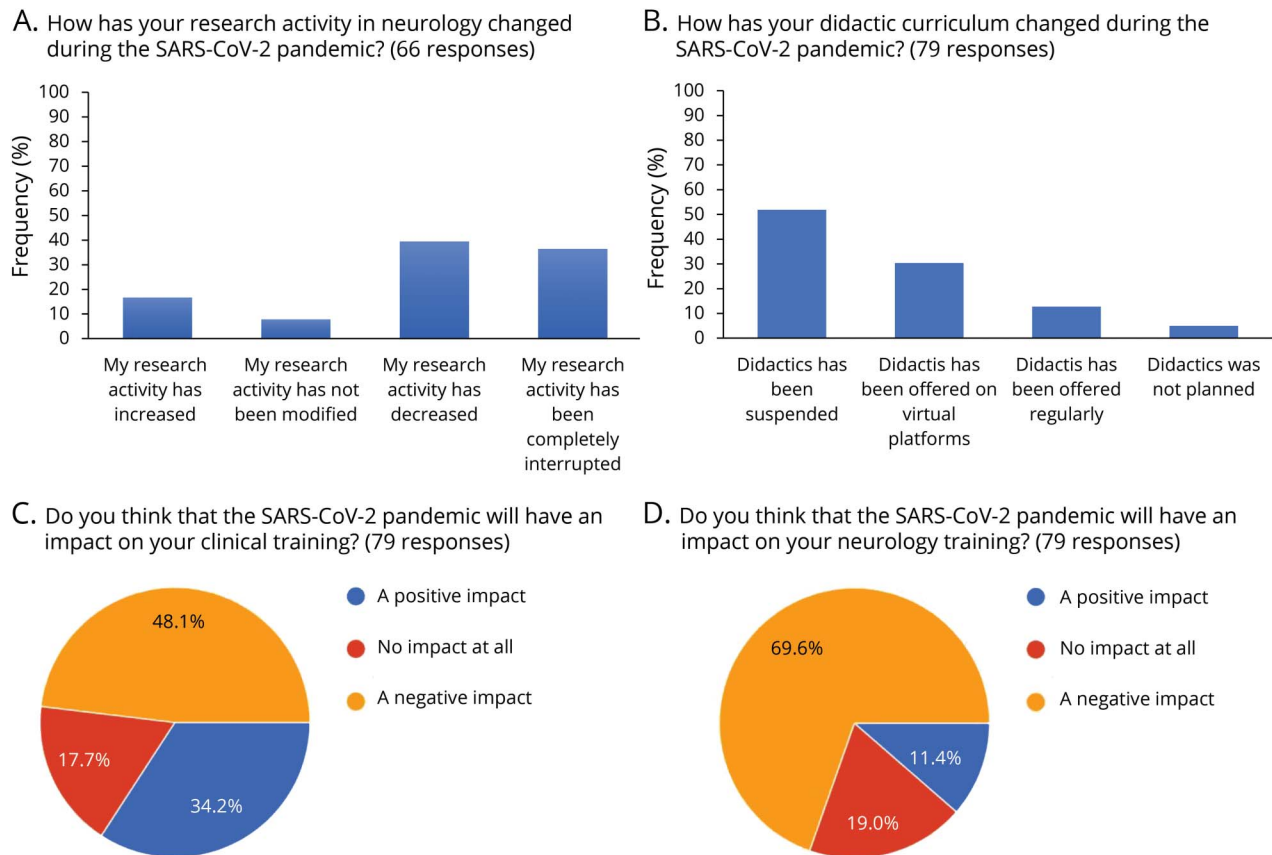 A. How has your research activity in neurology changed
during the SARS-CoV-2 pandemic? (66 responses)
Frequency (%)
100
90
80
70
60
50
40
30
20
10
0
My research
activity has
increased
My research
activity has not
been modified
My research
activity has
decreased
My research
activity has
been
completely
interrupted
B. How has your didactic curriculum changed during the
SARS-CoV-2 pandemic? (79 responses)
Frequency (%)
100
90
80
70
60
50
40
30
20
10
0
Didactics has
been
suspended
Didactis has
been offered on
virtual
platforms
Didactis has
been offered
regularly
Didactics was
not planned
C. Do you think that the SARS-CoV-2 pandemic will have an
impact on your clinical training? (79 responses)
48.1%
17.7%
34.2%
A positive impact
No impact at all
A negative impact
D. Do you think that the SARS-CoV-2 pandemic will have an
impact on your neurology training? (79 responses)
69.6%
11.4%
19.0%
A positive impact
No impact at all
A negative impact